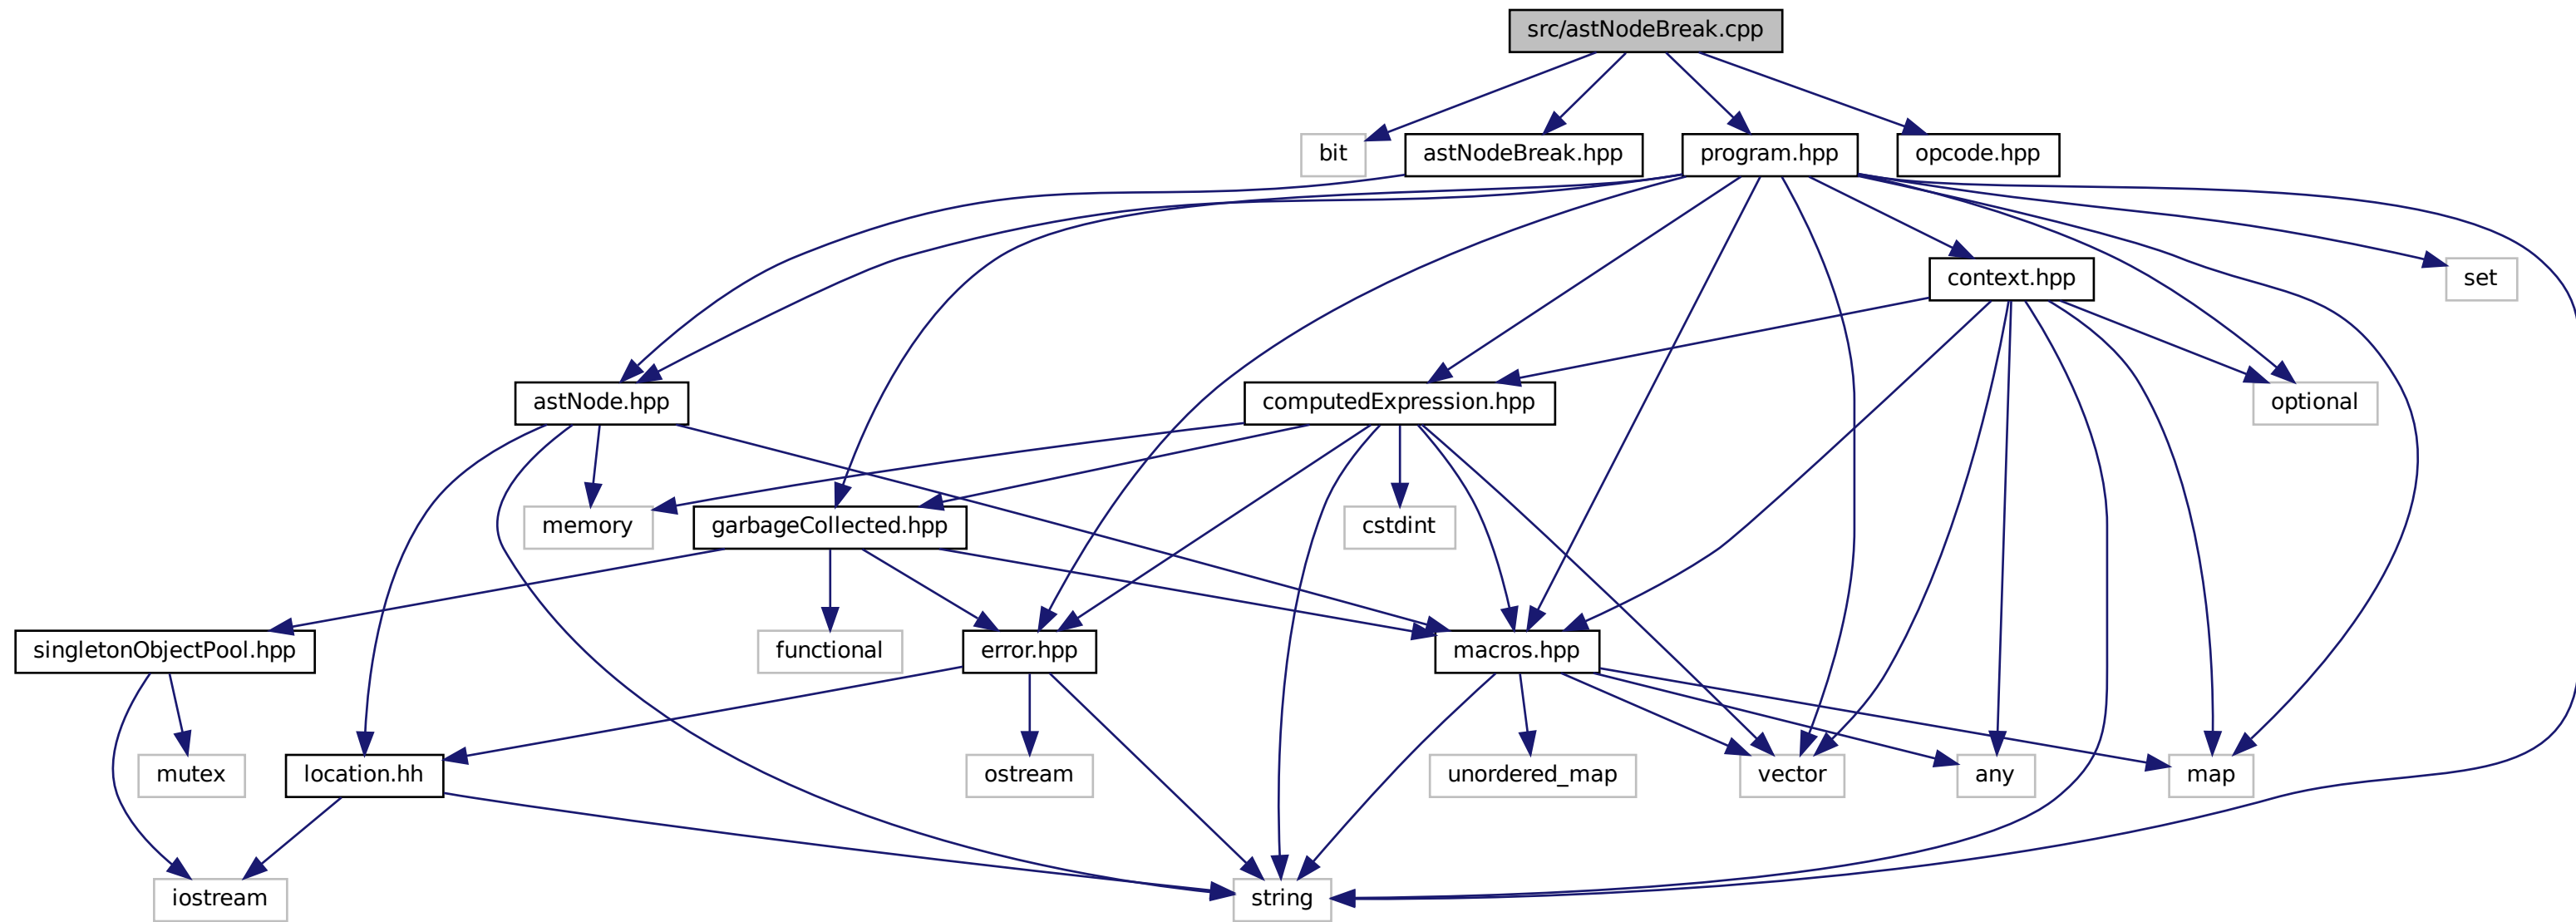 src/astNodeBreak.cpp
bit
astNodeBreak.hpp
program.hpp
opcode.hpp
context.hpp
set
astNode.hpp
computedExpression.hpp
optional
memory
garbageCollected.hpp
cstdint
singletonObjectPool.hpp
functional
error.hpp
macros.hpp
mutex
location.hh
ostream
unordered_map
vector
any
map
iostream
string